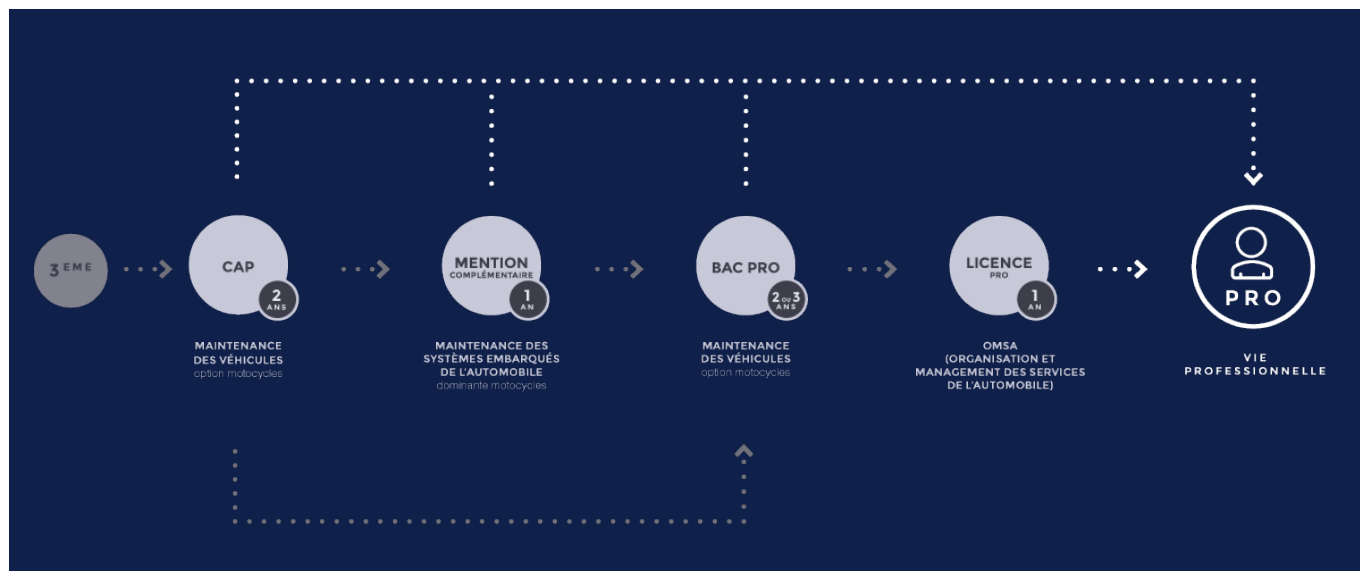 3 EME
CAP
2
ANS
MAINTENANCE
DES VÉHICULES
option motocycles
MENTION
COMPLÉMENTAIRE
1
AN
MAINTENANCE DES
SYSTÈMES EMBARQUÉS
DE L'AUTOMOBILE
dominante motocycles
BAC PRO
2 OU 3
ANS
MAINTENANCE
DES VÉHICULES
option motocycles
LICENCE
PRO
1
AN
OMSA
(ORGANISATION ET
MANAGEMENT DES SERVICES
DE L'AUTOMOBILE)
PRO
VIE
PROFESSIONNELLE